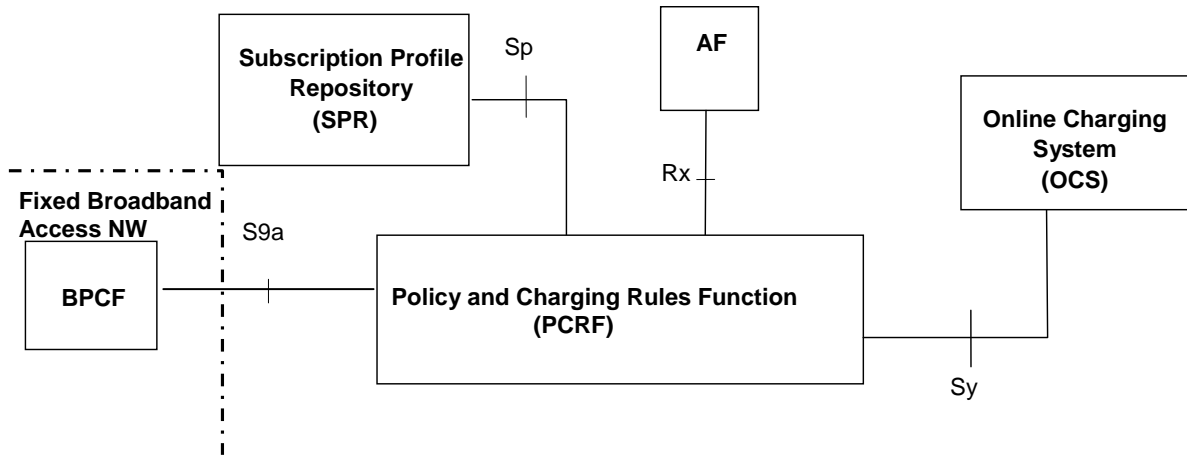 Subscription Profile
Repository
(SPR)
Sp
AF
Rx
Online Charging
System
(OCS)
Fixed Broadband
Access NW
BPCF
S9a
Policy and Charging Rules Function
(PCRF)
Sy